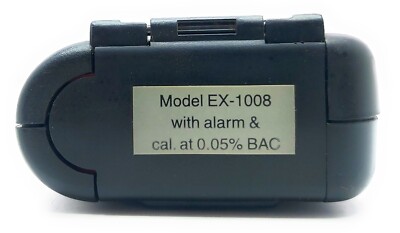 Model EX-1008
with alarm &
cal. at 0.05% BAC